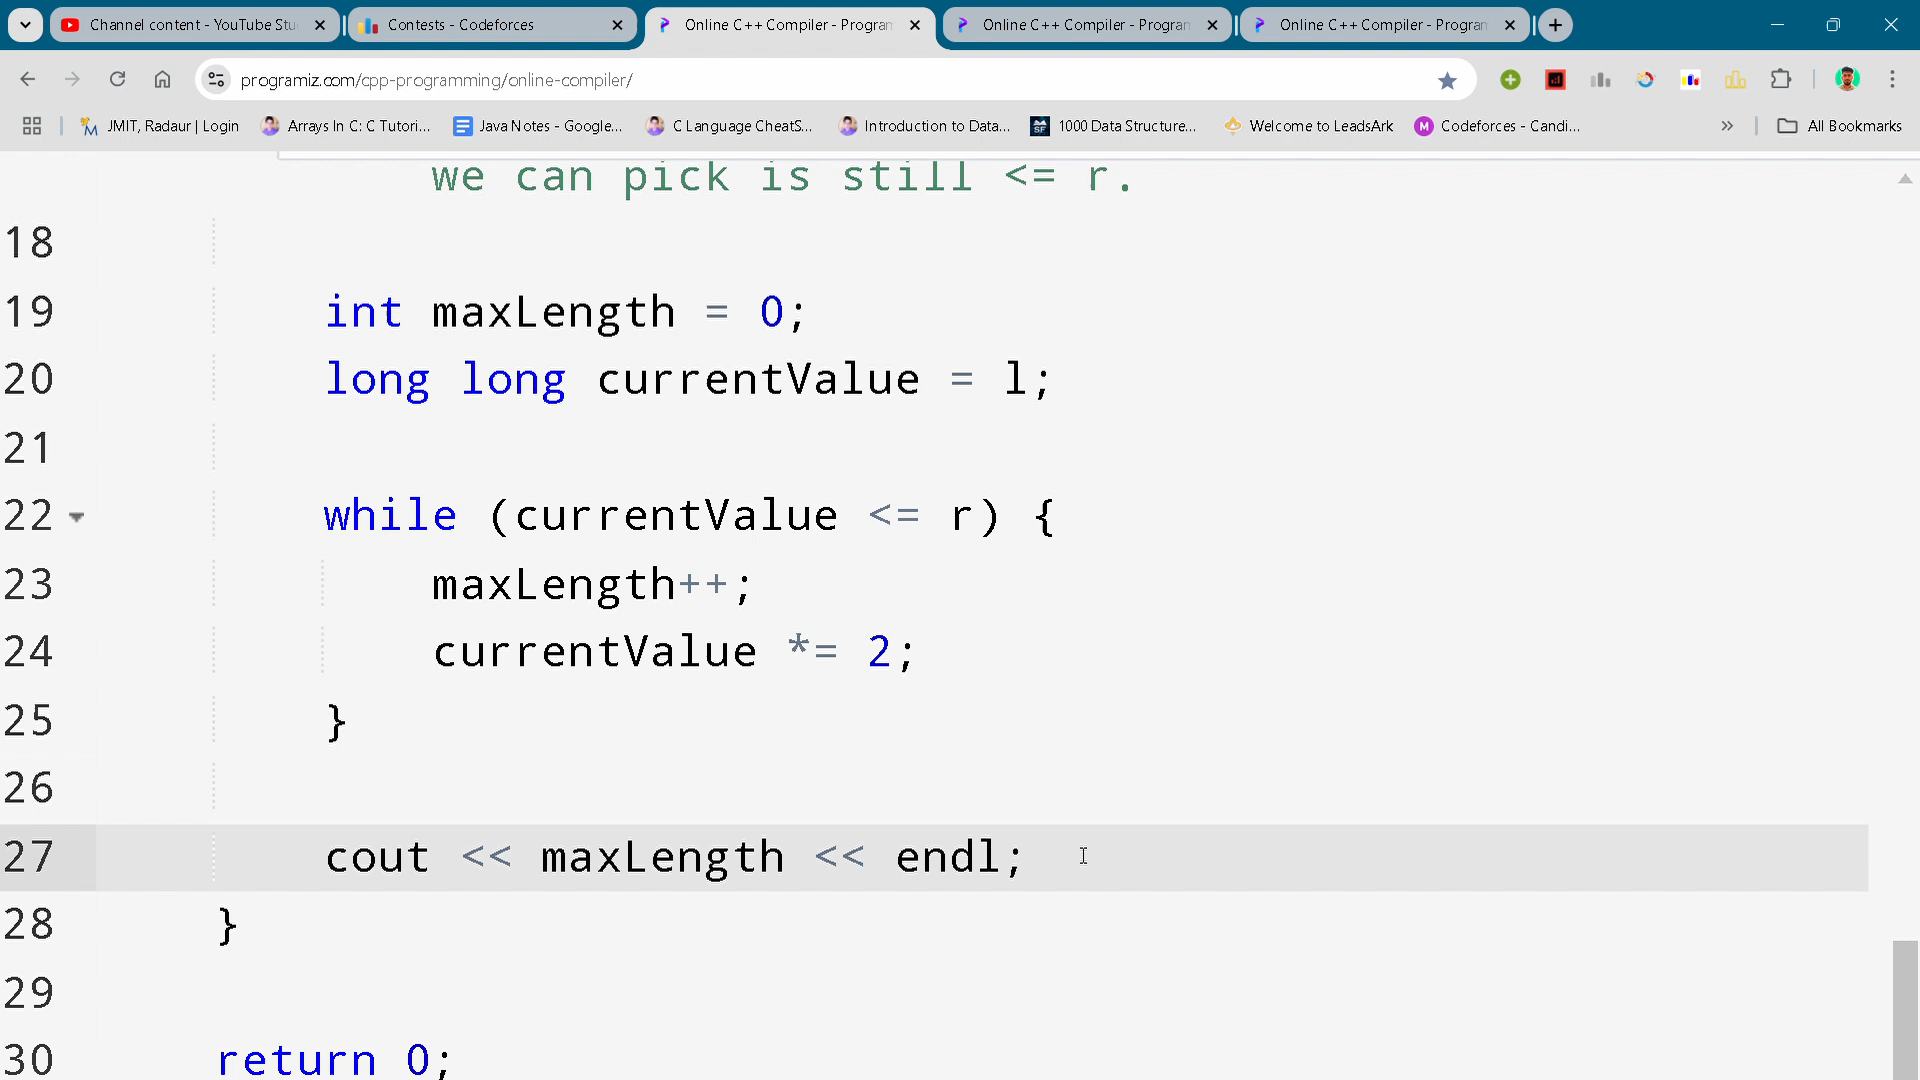 Channel content - YouTube Stu
Contests - Codeforces
Online C++ Compiler - Program
Online C++ Compiler - Program
Online C++ Compiler - Program
programiz.com/cpp-programming/online-compiler/
JMIT, Radaur | Login
Arrays In C: C Tutori...
Java Notes - Google...
C Language CheatS...
Introduction to Data...
1000 Data Structure...
Welcome to LeadsArk
Codeforces - Candi...
All Bookmarks
we can pick is still <= r.
18
19 int maxLength = 0;
20 long long currentValue = l;
21
22 while (currentValue <= r) {
23 maxLength++;
24 currentValue *= 2;
25 }
26
27 cout << maxLength << endl;
28 }
29
30 return 0;